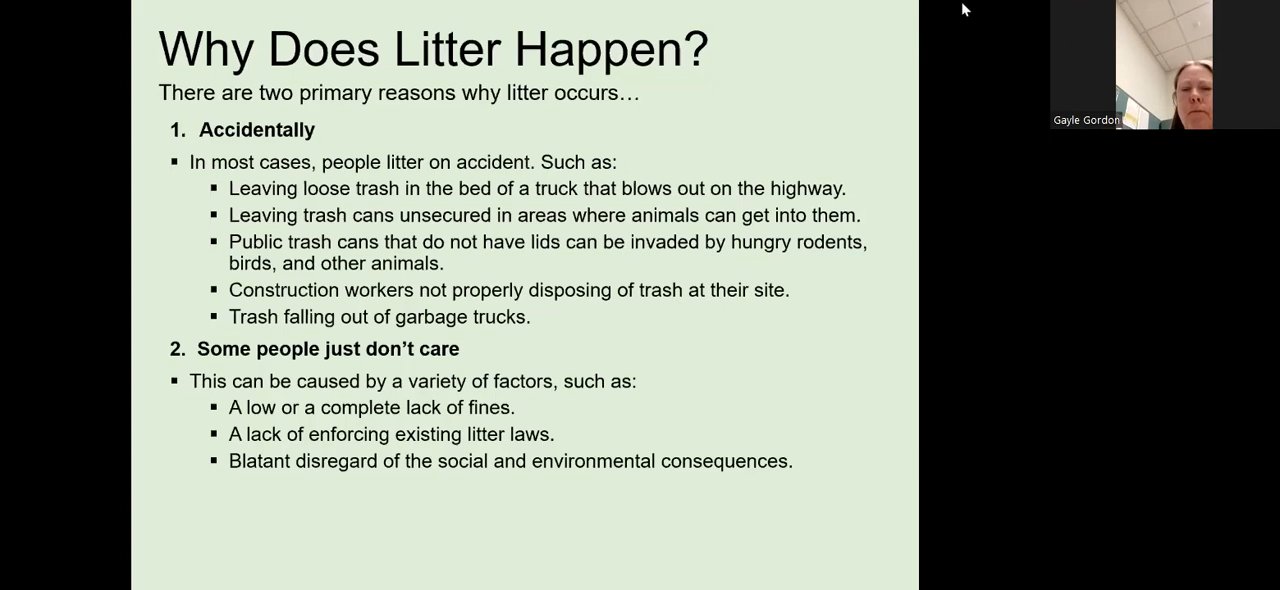 Why Does Litter Happen?
There are two primary reasons why litter occurs…
1. Accidentally
▪ In most cases, people litter on accident. Such as:
▪ Leaving loose trash in the bed of a truck that blows out on the highway.
▪ Leaving trash cans unsecured in areas where animals can get into them.
▪ Public trash cans that do not have lids can be invaded by hungry rodents,
birds, and other animals.
▪ Construction workers not properly disposing of trash at their site.
▪ Trash falling out of garbage trucks.
2. Some people just don’t care
▪ This can be caused by a variety of factors, such as:
▪ A low or a complete lack of fines.
▪ A lack of enforcing existing litter laws.
▪ Blatant disregard of the social and environmental consequences.
Gayle Gordon